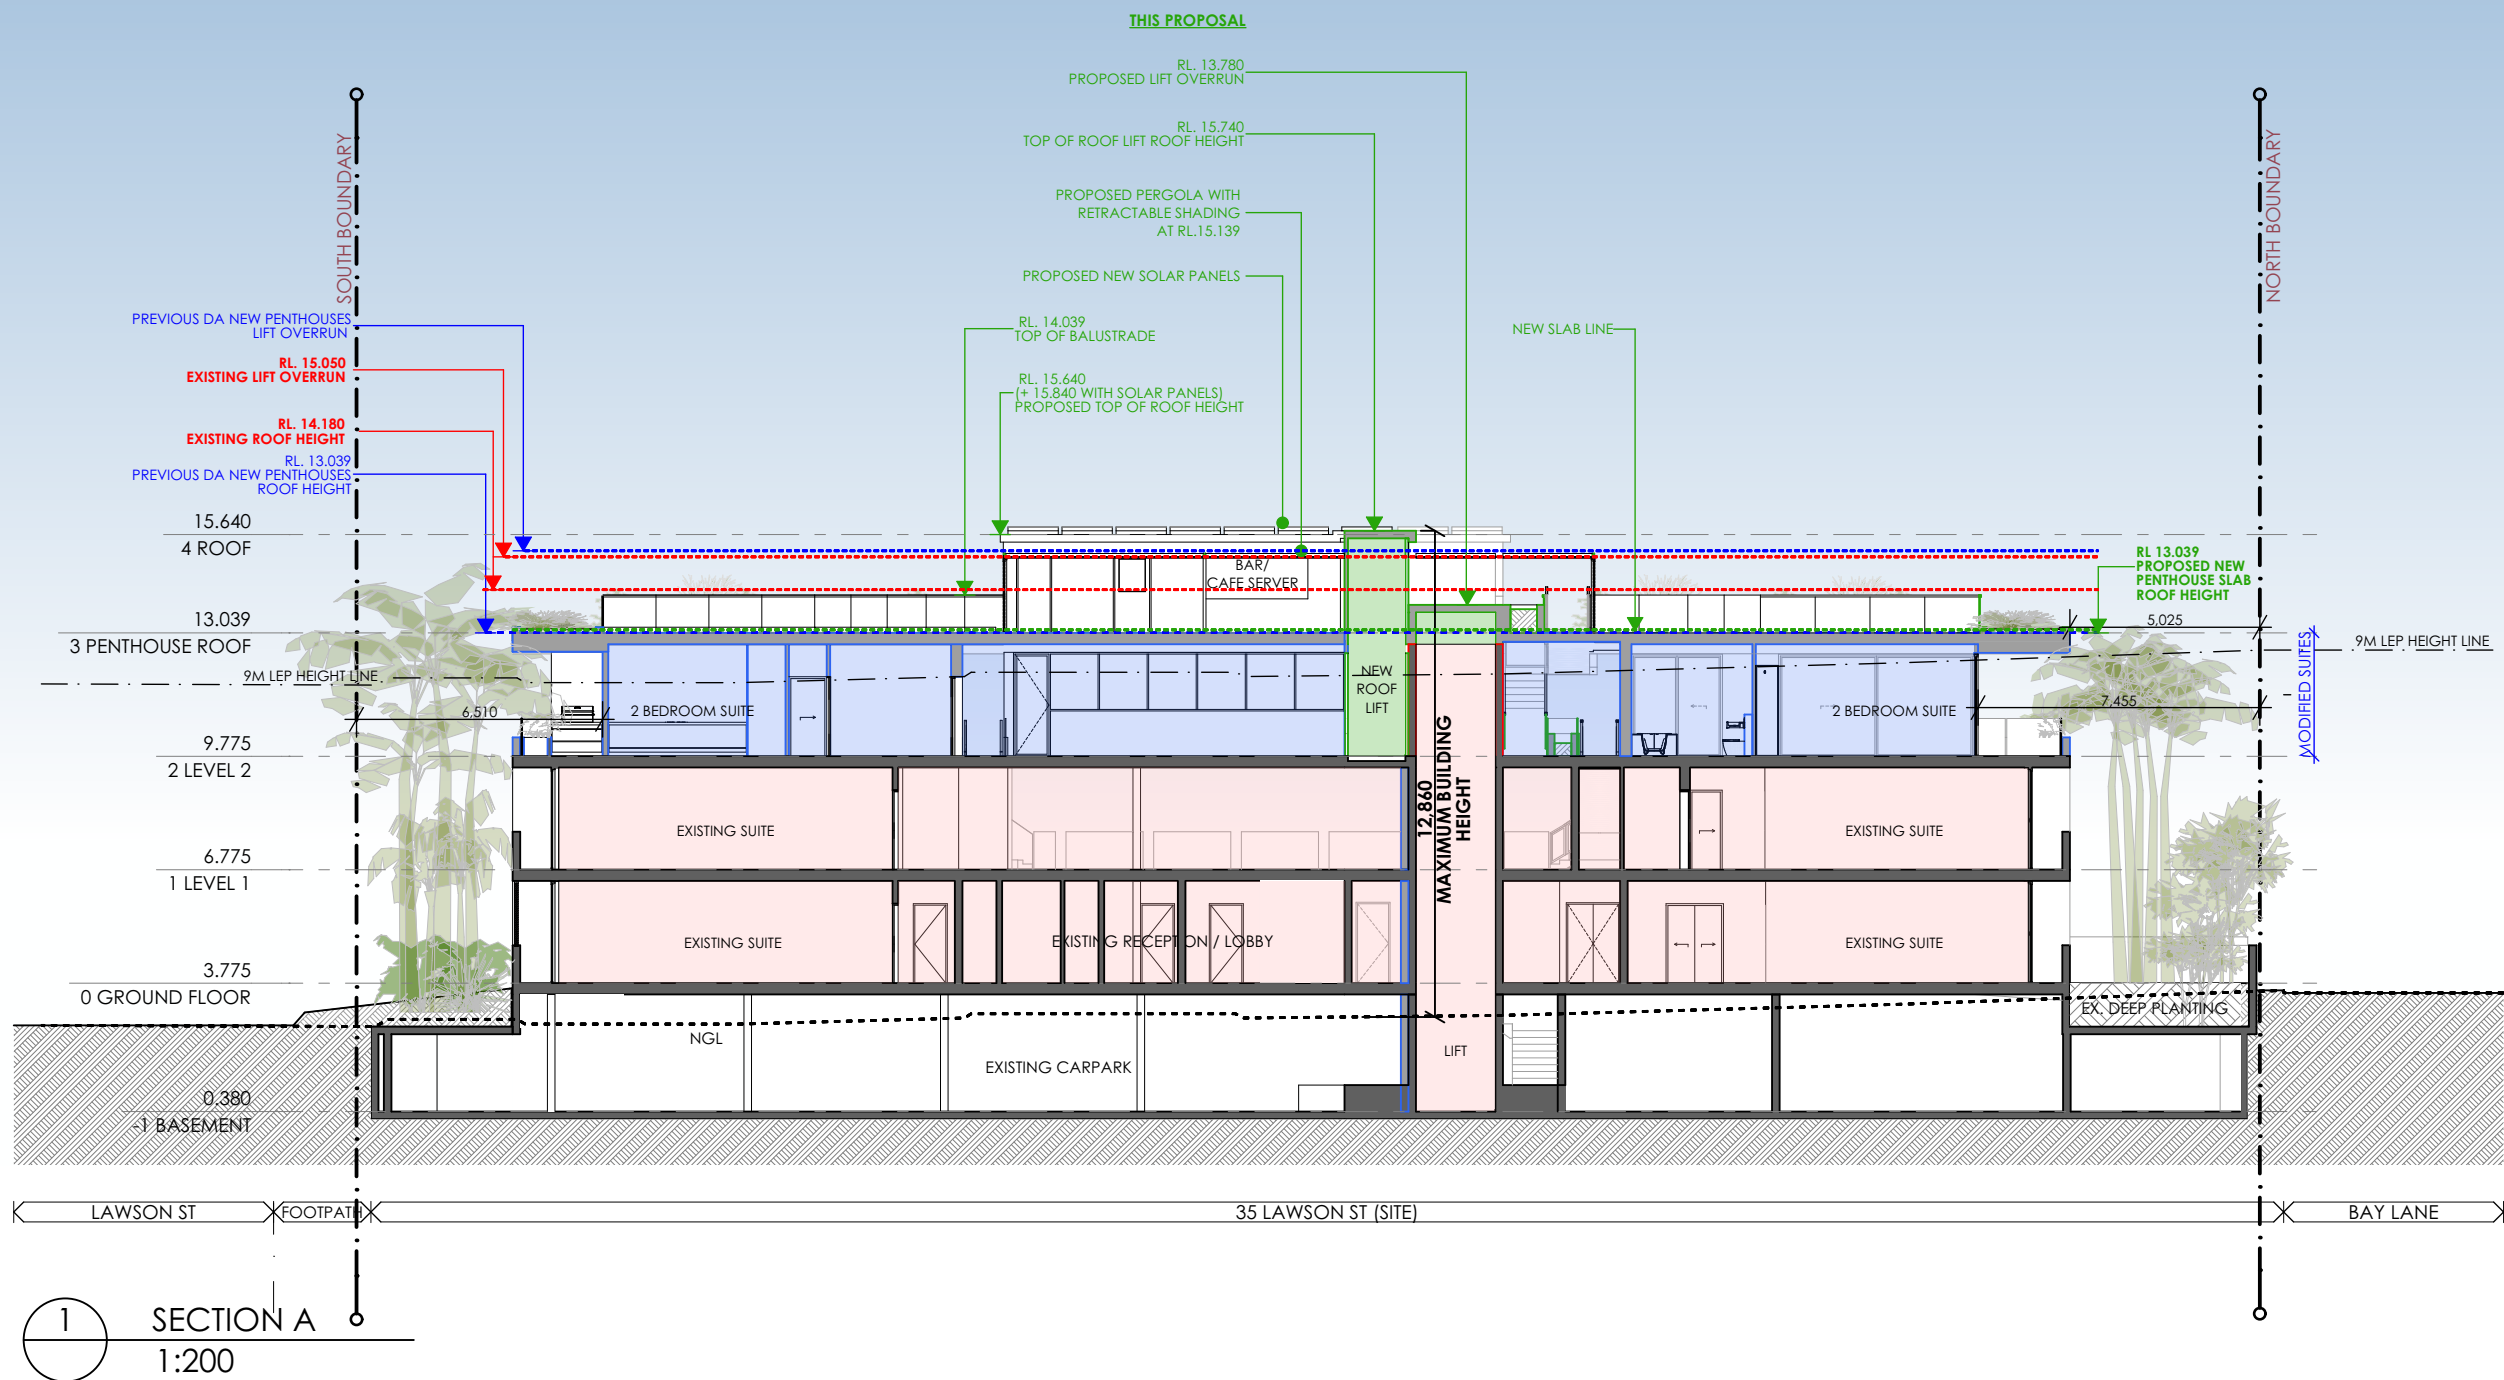 THIS PROPOSAL
RL. 13.780
PROPOSED LIFT OVERRUN
RL. 15.740
TOP OF ROOF LIFT ROOF HEIGHT
PROPOSED PERGOLA WITH
RETRACTABLE SHADING
AT RL.15.139
PROPOSED NEW SOLAR PANELS
RL. 14.039
TOP OF BALUSTRADE
RL. 15.640
(+ 15.840 WITH SOLAR PANELS)
PROPOSED TOP OF ROOF HEIGHT
NEW SLAB LINE
SOUTH BOUNDARY
NORTH BOUNDARY
PREVIOUS DA NEW PENTHOUSES
LIFT OVERRUN
RL. 15.050
EXISTING LIFT OVERRUN
RL. 14.180
EXISTING ROOF HEIGHT
RL. 13.039
PREVIOUS DA NEW PENTHOUSES
ROOF HEIGHT
15.640
4 ROOF
13.039
3 PENTHOUSE ROOF
9M LEP HEIGHT LINE
9.775
2 LEVEL 2
6.775
1 LEVEL 1
3.775
0 GROUND FLOOR
0.380
-1 BASEMENT
BAR/
CAFE SERVER
RL 13.039
PROPOSED NEW
PENTHOUSE SLAB
ROOF HEIGHT
5,025
9M LEP HEIGHT LINE
MODIFIED SUITES
6,510
2 BEDROOM SUITE
NEW
ROOF
LIFT
2 BEDROOM SUITE
7,455
12,860
MAXIMUM BUILDING
HEIGHT
EXISTING SUITE
EXISTING SUITE
EXISTING SUITE
EXISTING RECEPTION / LOBBY
EXISTING SUITE
EX. DEEP PLANTING
NGL
EXISTING CARPARK
LIFT
LAWSON ST
FOOTPATH
35 LAWSON ST (SITE)
BAY LANE
1
SECTION A
1:200